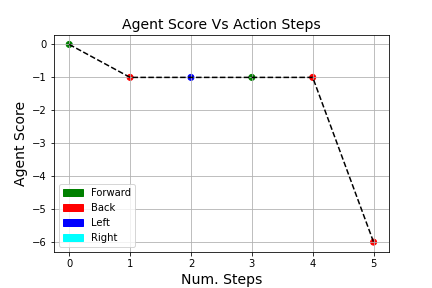 Agent Score Vs Action Steps
Agent Score
0
−1
−2
−3
−4
−5
−6
Forward
Back
Left
Right
0 1 2 3 4 5
Num. Steps